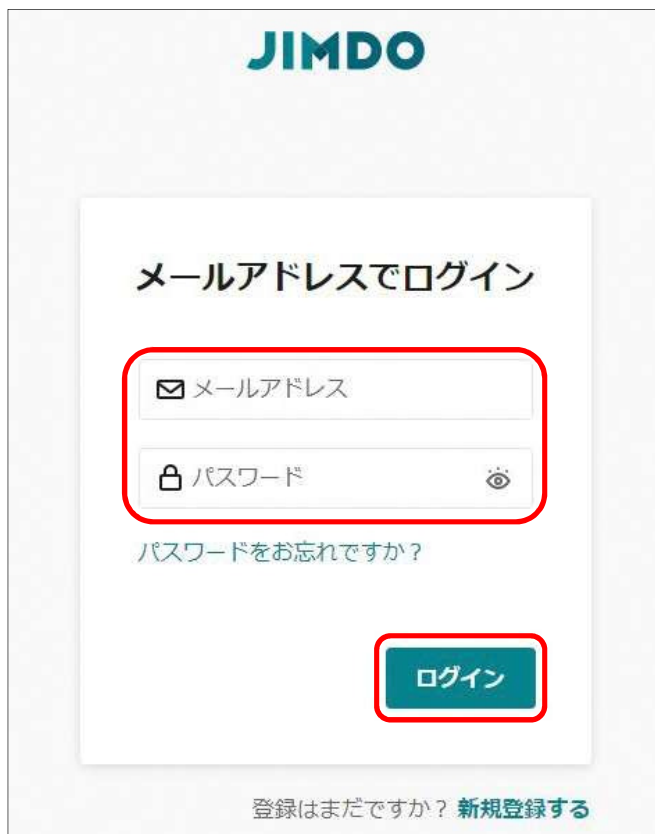 JIMDO
メールアドレスでログイン
メールアドレス
パスワード
パスワードをお忘れですか？
ログイン
登録はまだですか？ 新規登録する